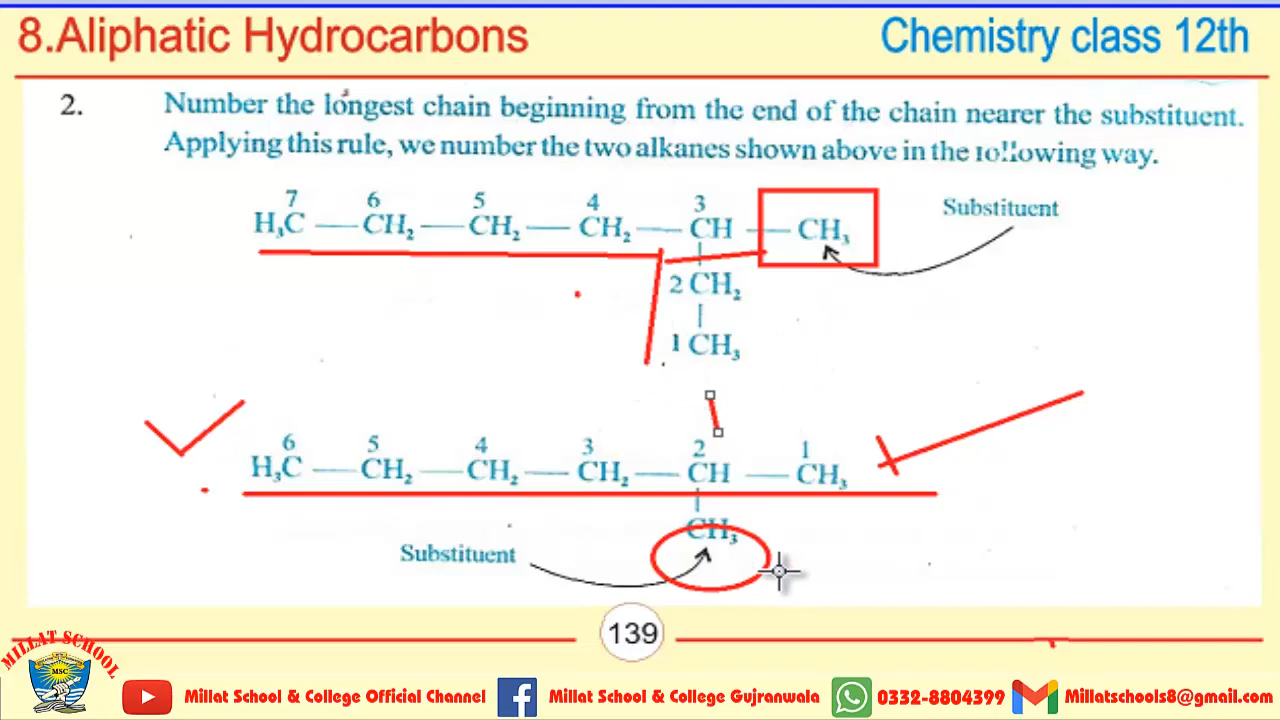 8.Aliphatic Hydrocarbons
Chemistry class 12th
2. Number the longest chain beginning from the end of the chain nearer the substituent.
Applying this rule, we number the two alkanes shown above in the following way.
7 6 5 4 3
H₃C — CH₂ — CH₂ — CH₂ — CH — CH₃
Substituent
2 CH₂
1 CH₃
6 5 4 3 2 1
H₃C — CH₂ — CH₂ — CH₂ — CH — CH₃
CH₃
Substituent
139
MILLAT SCHOOL
MSC
Millat School & College Official Channel
Millat School & College Gujranwala
0332-8804399
Millatschools8@gmail.com